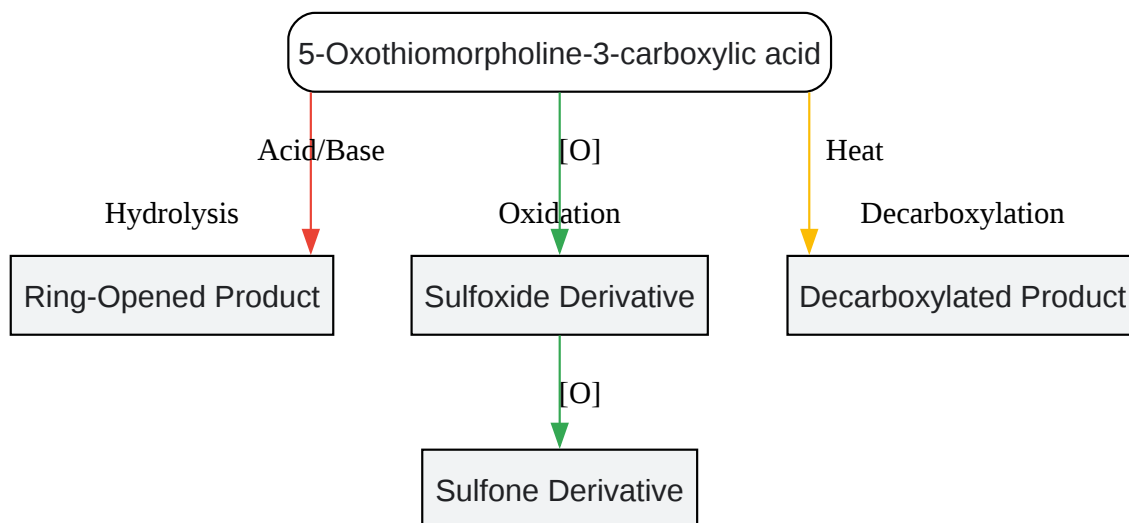 5-Oxothiomorpholine-3-carboxylic acid
Acid/Base
[O]
Heat
Hydrolysis
Oxidation
Decarboxylation
Ring-Opened Product
Sulfoxide Derivative
Decarboxylated Product
[O]
Sulfone Derivative